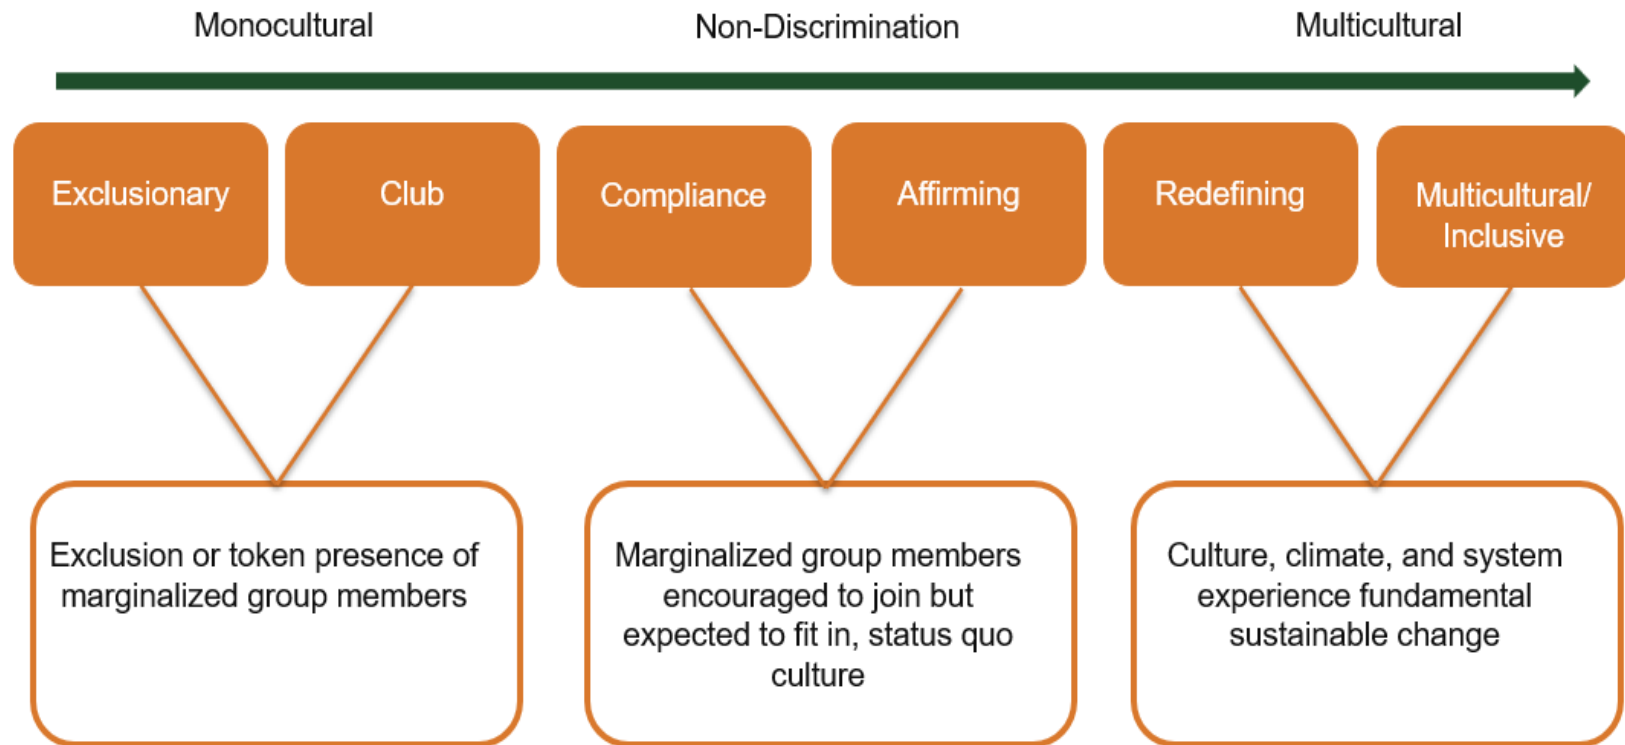 Monocultural
Non-Discrimination
Multicultural
Exclusionary
Club
Compliance
Affirming
Redefining
Multicultural/
Inclusive
Exclusion or token presence of
marginalized group members
Marginalized group members
encouraged to join but
expected to fit in, status quo
culture
Culture, climate, and system
experience fundamental
sustainable change